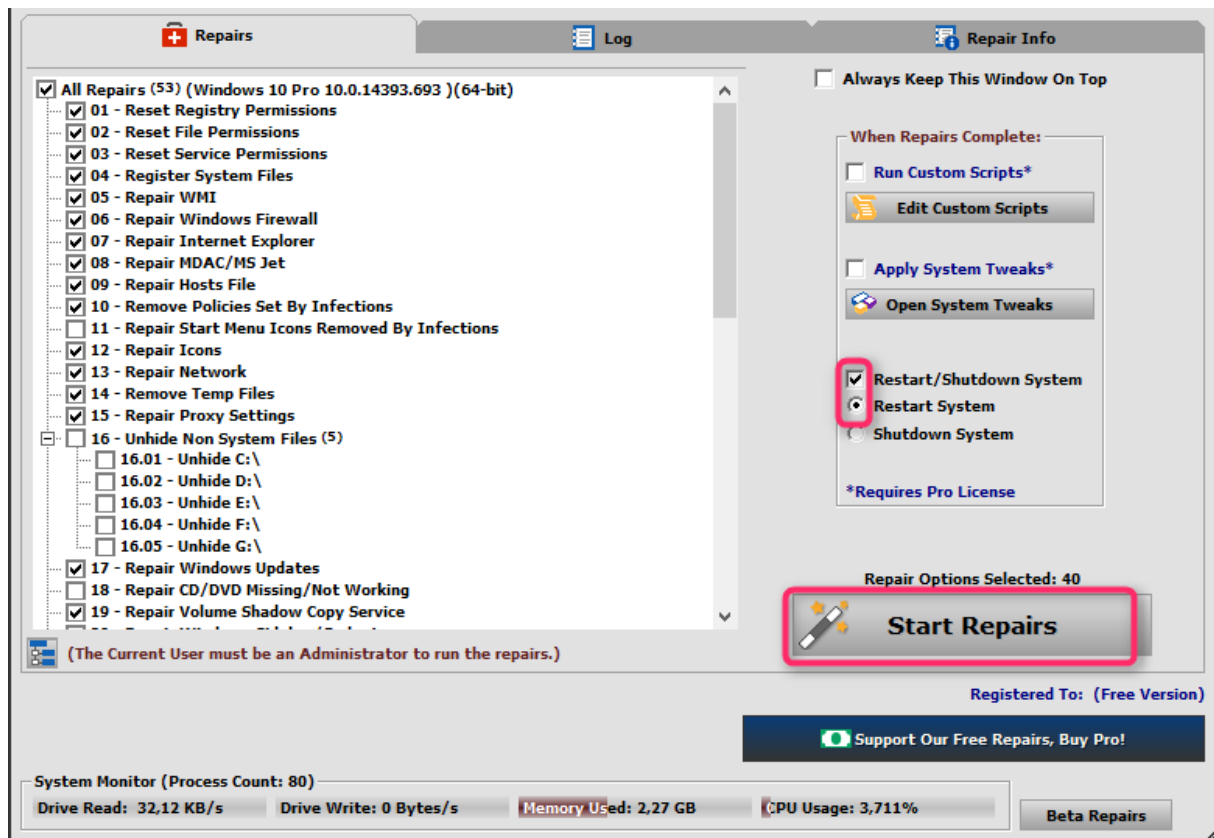 Repairs
Log
Repair Info
All Repairs (53) (Windows 10 Pro 10.0.14393.693 )(64-bit)
01 - Reset Registry Permissions
02 - Reset File Permissions
03 - Reset Service Permissions
04 - Register System Files
05 - Repair WMI
06 - Repair Windows Firewall
07 - Repair Internet Explorer
08 - Repair MDAC/MS Jet
09 - Repair Hosts File
10 - Remove Policies Set By Infections
11 - Repair Start Menu Icons Removed By Infections
12 - Repair Icons
13 - Repair Network
14 - Remove Temp Files
15 - Repair Proxy Settings
16 - Unhide Non System Files (5)
16.01 - Unhide C:\
16.02 - Unhide D:\
16.03 - Unhide E:\
16.04 - Unhide F:\
16.05 - Unhide G:\
17 - Repair Windows Updates
18 - Repair CD/DVD Missing/Not Working
19 - Repair Volume Shadow Copy Service
(The Current User must be an Administrator to run the repairs.)
Always Keep This Window On Top
When Repairs Complete:
Run Custom Scripts*
Edit Custom Scripts
Apply System Tweaks*
Open System Tweaks
Restart/Shutdown System
Restart System
Shutdown System
*Requires Pro License
Repair Options Selected: 40
Start Repairs
Registered To: (Free Version)
Support Our Free Repairs, Buy Pro!
System Monitor (Process Count: 80)
Drive Read: 32,12 KB/s
Drive Write: 0 Bytes/s
Memory Used: 2,27 GB
CPU Usage: 3,711%
Beta Repairs